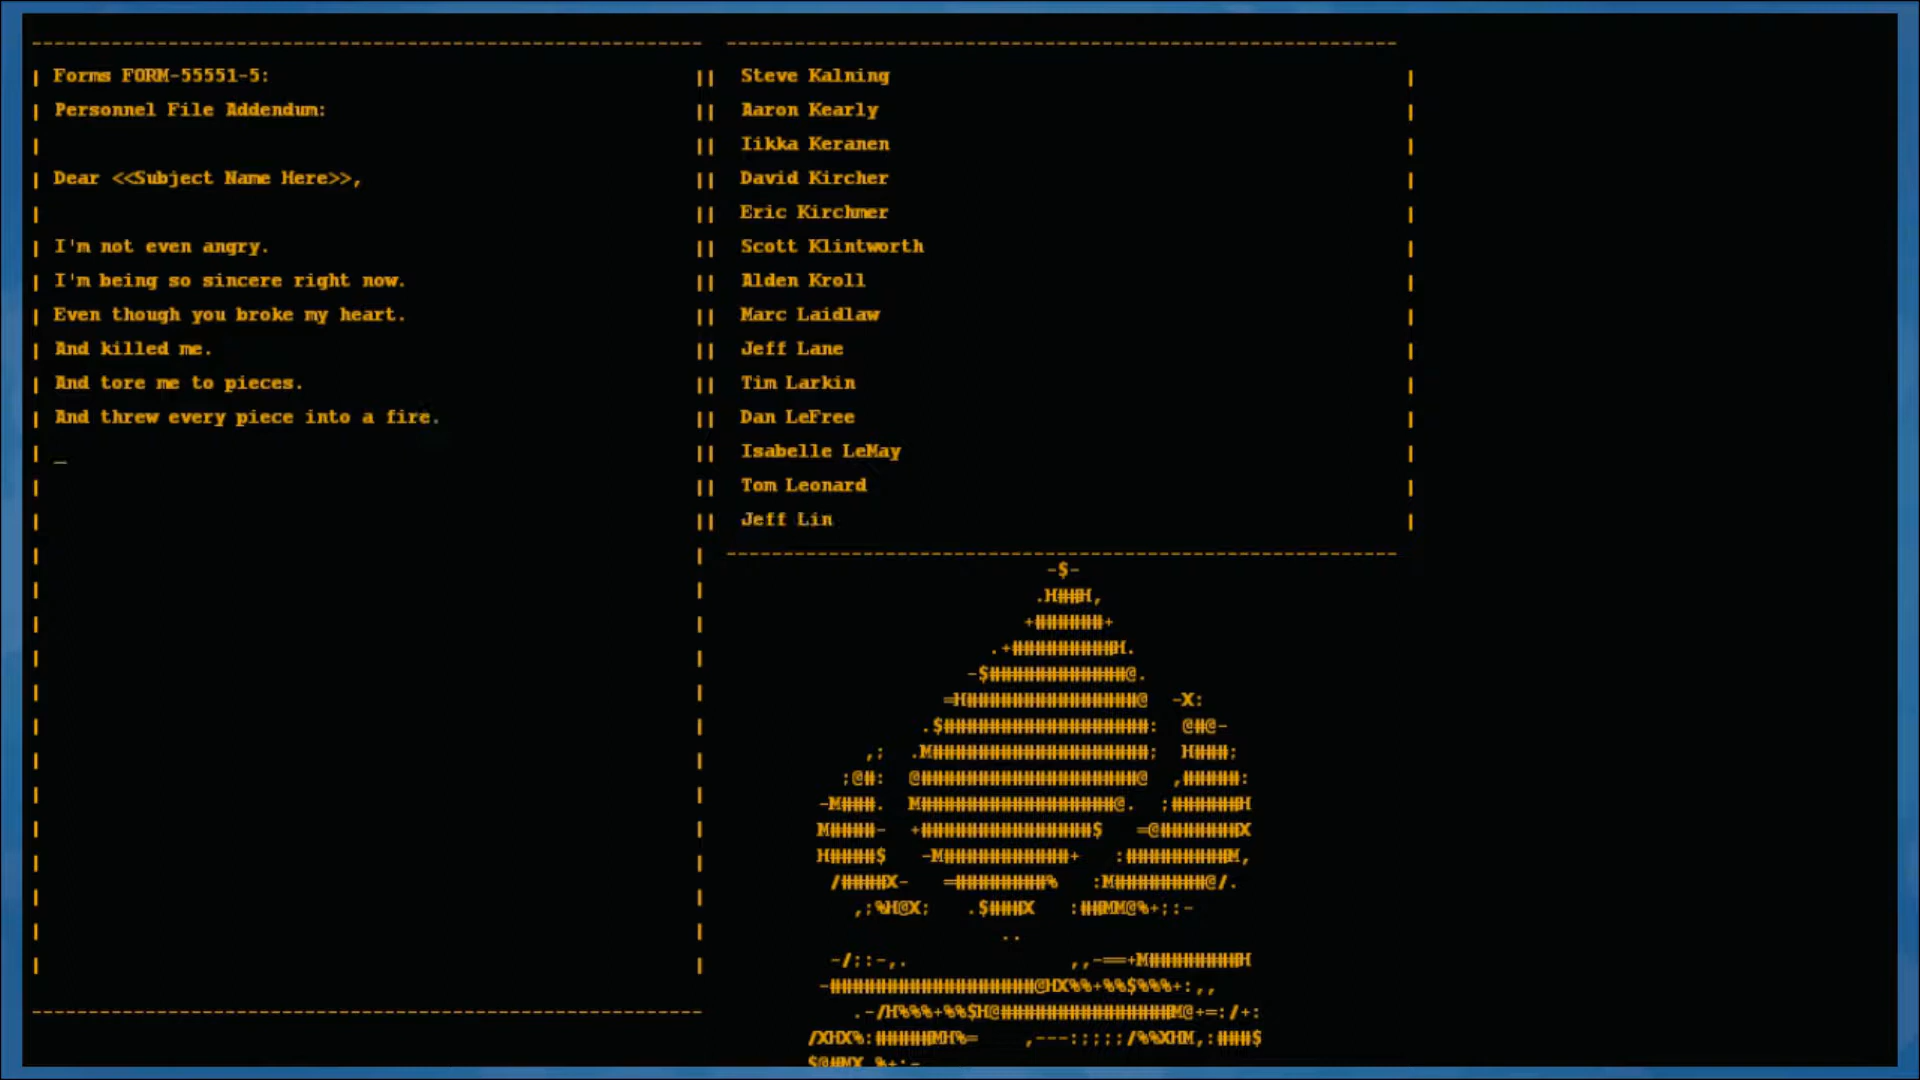 Forms FORM-55551-5:
Personnel File Addendum:
Dear <<Subject Name Here>>,
I'm not even angry.
I'm being so sincere right now.
Even though you broke my heart.
And killed me.
And tore me to pieces.
And threw every piece into a fire.
_
Steve Kalning
Aaron Kearly
Iikka Keranen
David Kircher
Eric Kirchmer
Scott Klintworth
Alden Kroll
Marc Laidlaw
Jeff Lane
Tim Larkin
Dan LeFree
Isabelle LeMay
Tom Leonard
Jeff Lin